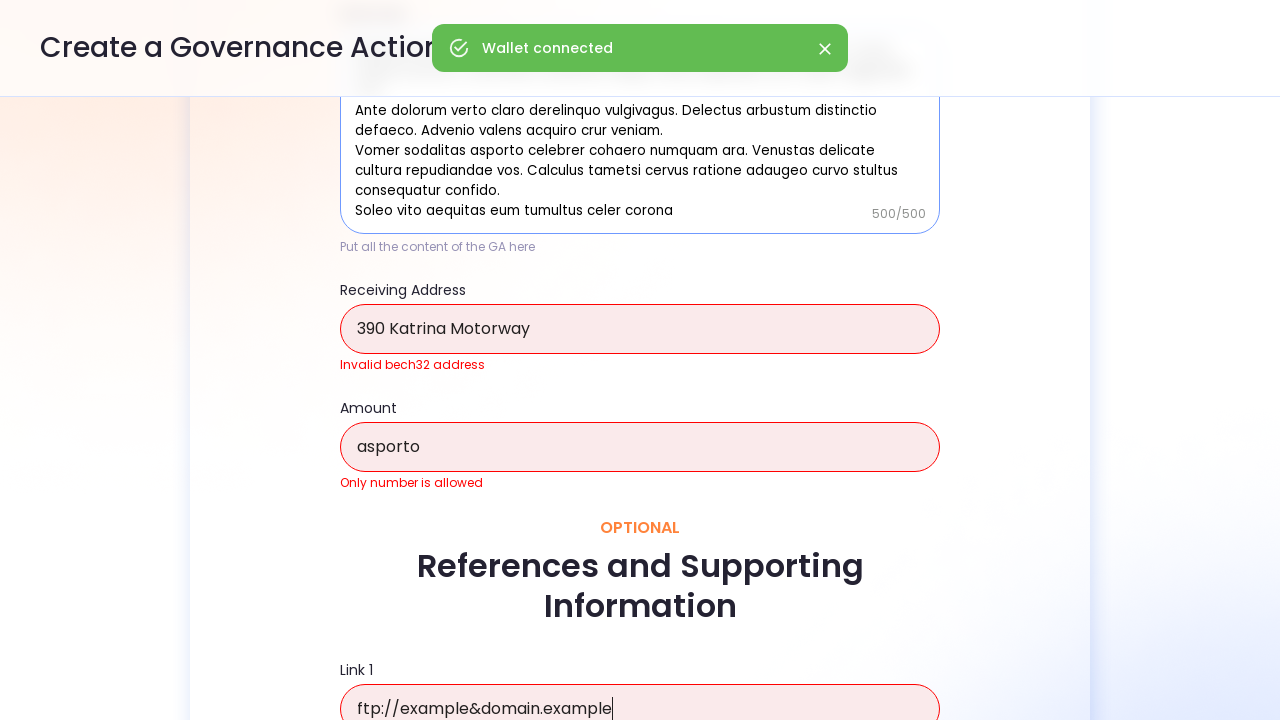 Create a Governance Action
Wallet connected
Ante dolorum verto claro derelinquo vulgivagus. Delectus arbustum distinctio
defaeco. Advenio valens acquiro crur veniam.
Vomer sodalitas asporto celebrer cohaero numquam ara. Venustas delicate
cultura repudiandae vos. Calculus tametsi cervus ratione adaugeo curvo stultus
consequatur confido.
Soleo vito aequitas eum tumultus celer corona
500/500
Put all the content of the GA here
Receiving Address
390 Katrina Motorway
Invalid bech32 address
Amount
asporto
Only number is allowed
OPTIONAL
References and Supporting
Information
Link 1
ftp://example&domain.example